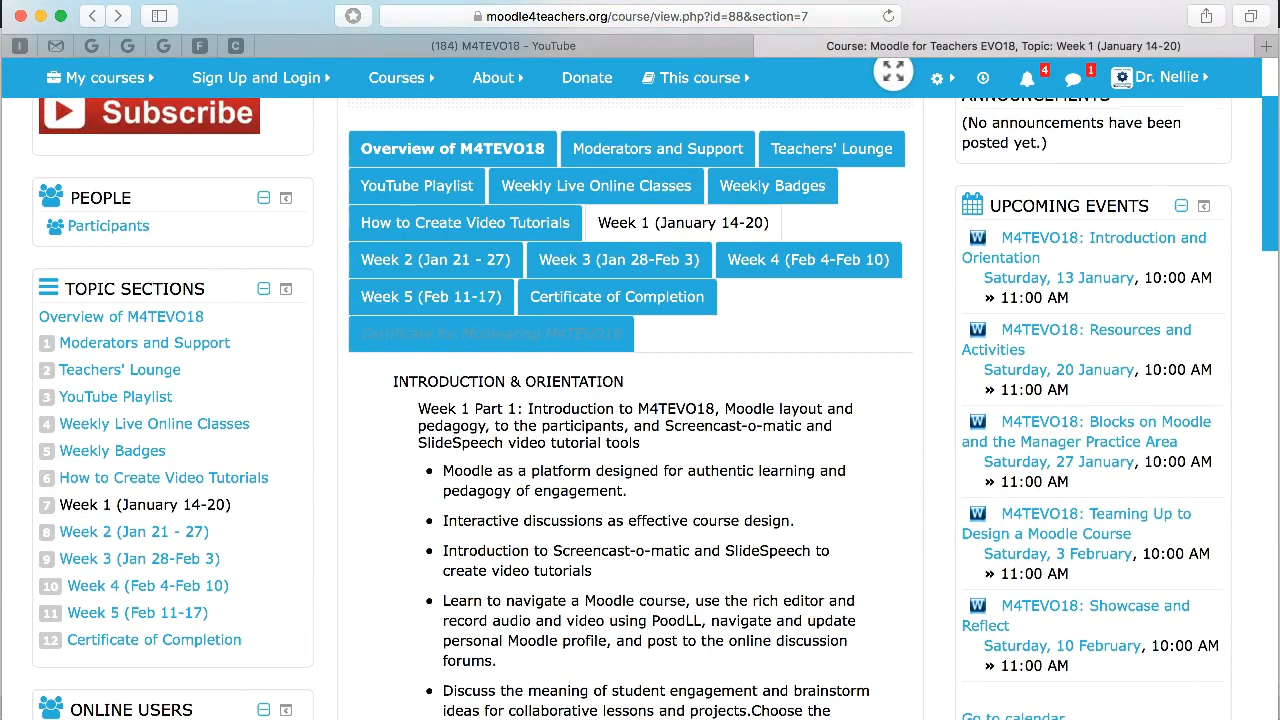 moodle4teachers.org/course/view.php?id=88&section=7
I G G G F C
(184) M4TEVO18 - YouTube
Course: Moodle for Teachers EVO18, Topic: Week 1 (January 14-20)
My courses Sign Up and Login Courses About Donate This course 4 1 Dr. Nellie
Subscribe
PEOPLE
Participants
TOPIC SECTIONS
Overview of M4TEVO18
1 Moderators and Support
2 Teachers' Lounge
3 YouTube Playlist
4 Weekly Live Online Classes
5 Weekly Badges
6 How to Create Video Tutorials
7 Week 1 (January 14-20)
8 Week 2 (Jan 21 - 27)
9 Week 3 (Jan 28-Feb 3)
10 Week 4 (Feb 4-Feb 10)
11 Week 5 (Feb 11-17)
12 Certificate of Completion
ONLINE USERS
Overview of M4TEVO18 Moderators and Support Teachers' Lounge
YouTube Playlist Weekly Live Online Classes Weekly Badges
How to Create Video Tutorials Week 1 (January 14-20)
Week 2 (Jan 21 - 27) Week 3 (Jan 28-Feb 3) Week 4 (Feb 4-Feb 10)
Week 5 (Feb 11-17) Certificate of Completion
Certificate for Moderating M4TEVO18
INTRODUCTION & ORIENTATION
Week 1 Part 1: Introduction to M4TEVO18, Moodle layout and
pedagogy, to the participants, and Screencast-o-matic and
SlideSpeech video tutorial tools
• Moodle as a platform designed for authentic learning and
pedagogy of engagement.
• Interactive discussions as effective course design.
• Introduction to Screencast-o-matic and SlideSpeech to
create video tutorials
• Learn to navigate a Moodle course, use the rich editor and
record audio and video using PoodLL, navigate and update
personal Moodle profile, and post to the online discussion
forums.
• Discuss the meaning of student engagement and brainstorm
ideas for collaborative lessons and projects.Choose the
ANNOUNCEMENTS
(No announcements have been
posted yet.)
UPCOMING EVENTS
M4TEVO18: Introduction and
Orientation
Saturday, 13 January, 10:00 AM
» 11:00 AM
M4TEVO18: Resources and
Activities
Saturday, 20 January, 10:00 AM
» 11:00 AM
M4TEVO18: Blocks on Moodle
and the Manager Practice Area
Saturday, 27 January, 10:00 AM
» 11:00 AM
M4TEVO18: Teaming Up to
Design a Moodle Course
Saturday, 3 February, 10:00 AM
» 11:00 AM
M4TEVO18: Showcase and
Reflect
Saturday, 10 February, 10:00 AM
» 11:00 AM
Go to calendar